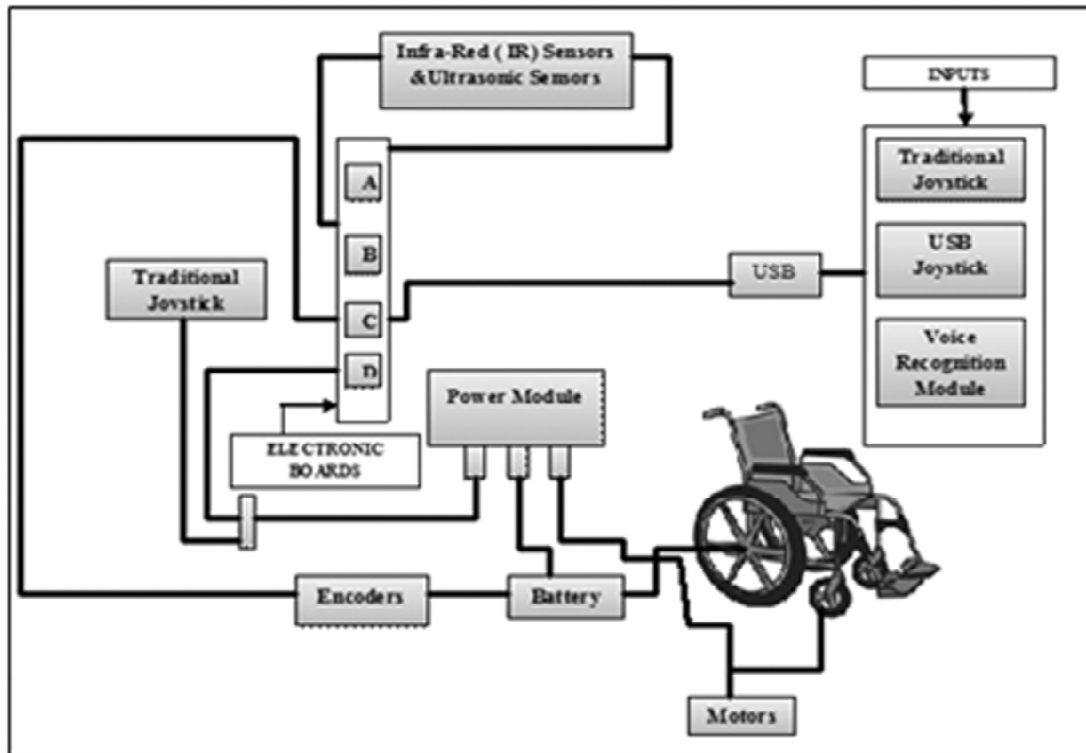 Infra-Red ( IR) Sensors
&Ultrasonic Sensors
INPUTS
A
B
C
D
Traditional
Joystick
USB
Joystick
Voice
Recognition
Module
USB
Traditional
Joystick
Power Module
ELECTRONIC
BOARDS
Encoders
Battery
Motors